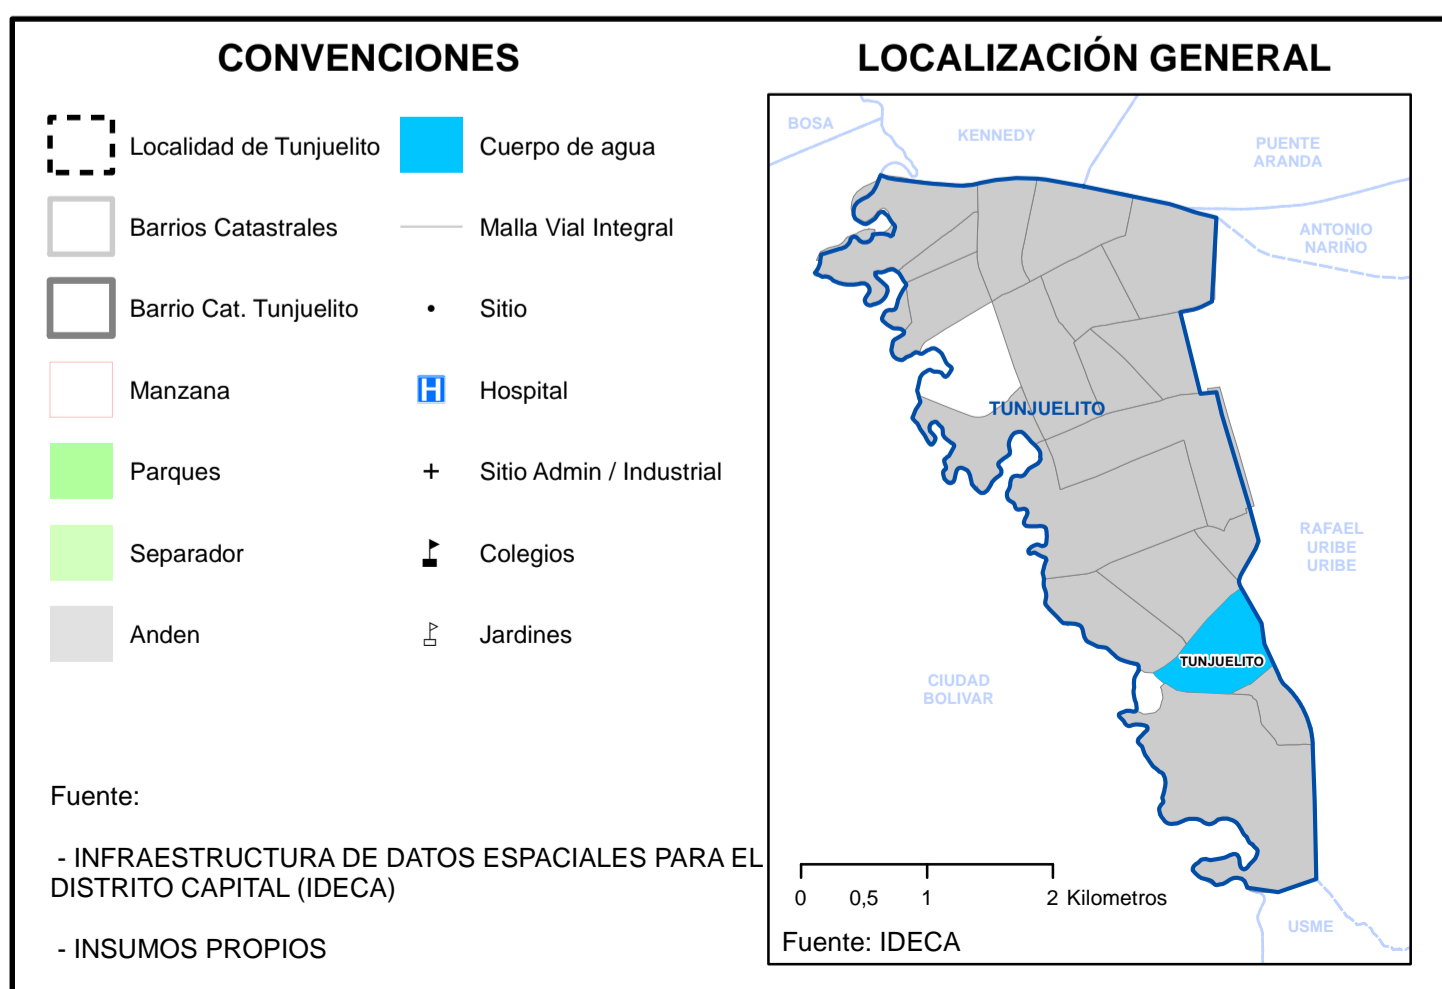 CONVENCIONES
Localidad de Tunjuelito
Barrios Catastrales
Barrio Cat. Tunjuelito
Manzana
Parques
Separador
Anden
Cuerpo de agua
Malla Vial Integral
Sitio
H
Hospital
Sitio Admin / Industrial
Colegios
Jardines
Fuente:
- INFRAESTRUCTURA DE DATOS ESPACIALES PARA EL
DISTRITO CAPITAL (IDECA)
- INSUMOS PROPIOS
LOCALIZACIÓN GENERAL
BOSA
KENNEDY
PUENTE
ARANDA
ANTONIO
NARIÑO
TUNJUELITO
RAFAEL
URIBE
URIBE
TUNJUELITO
CIUDAD
BOLIVAR
USME
0 0,5 1 2 Kilometros
Fuente: IDECA